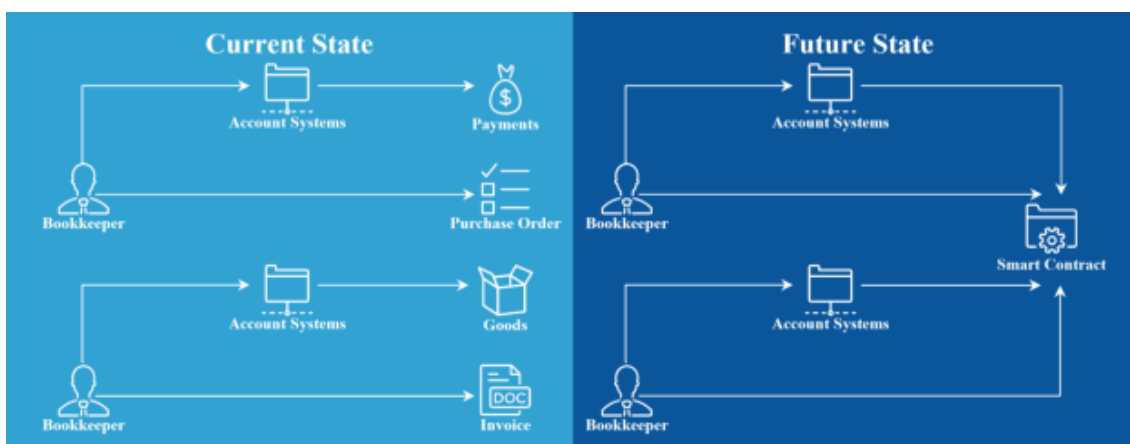 Current State
Account Systems
Payments
Bookkeeper
Purchase Order
Account Systems
Goods
Bookkeeper
DOC
Invoice
Future State
Account Systems
Bookkeeper
Smart Contract
Account Systems
Bookkeeper